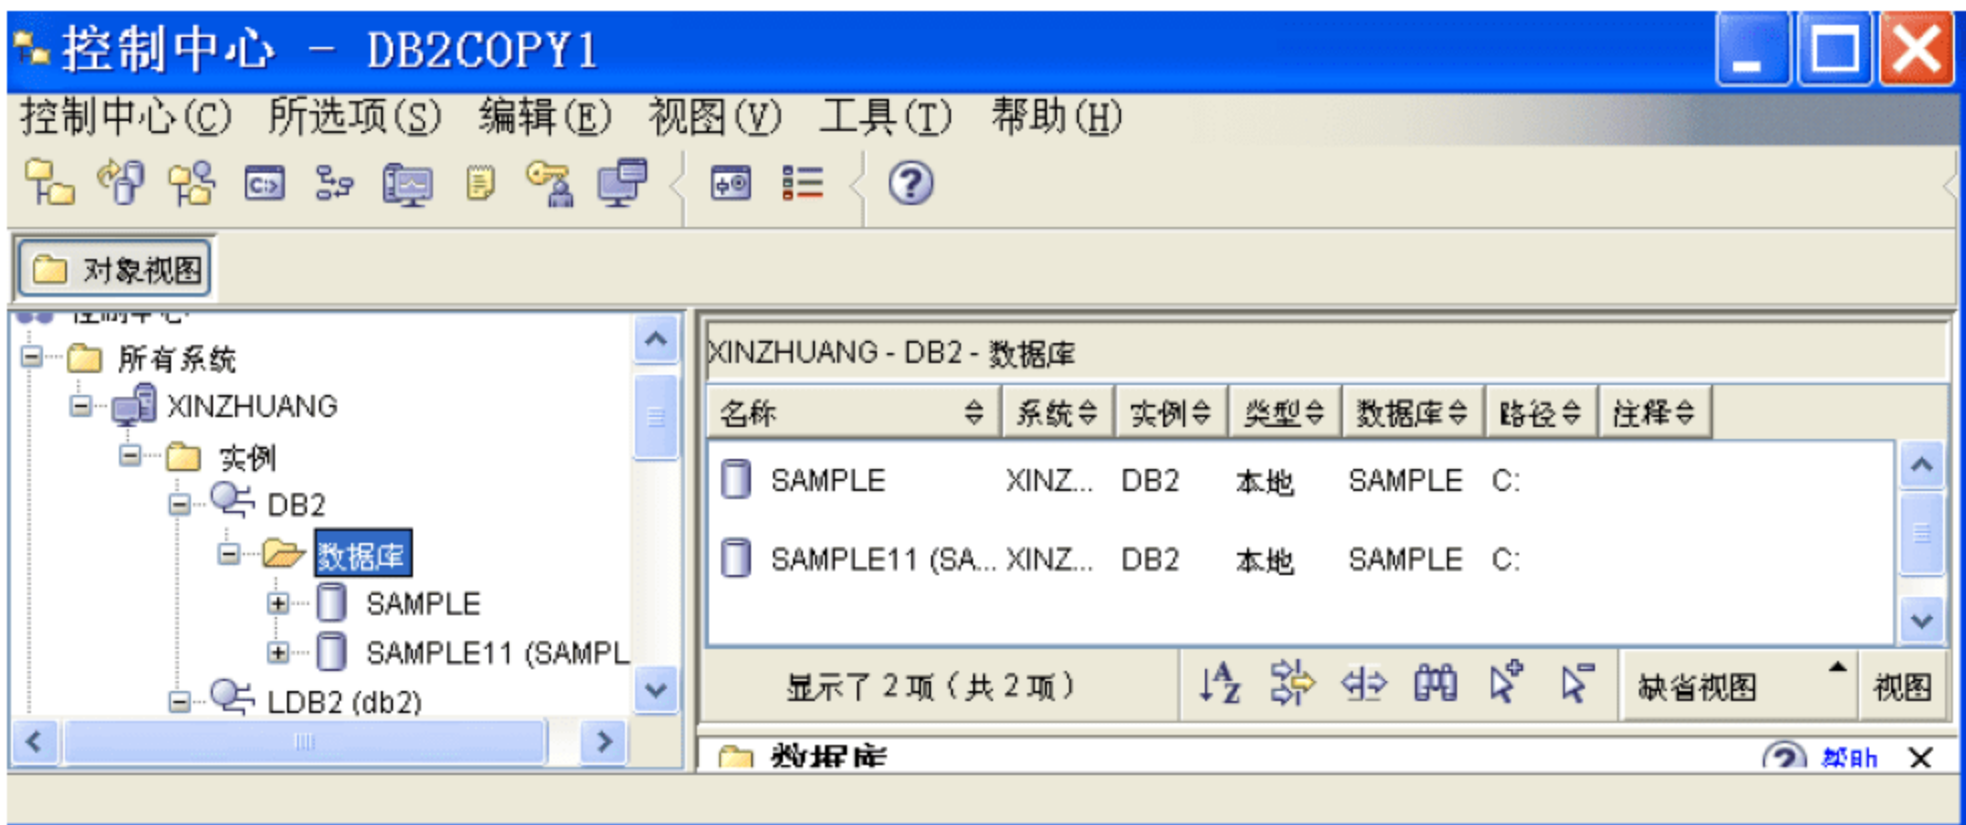 控制中心 - DB2COPY1
控制中心(C) 所选项(S) 编辑(E) 视图(V) 工具(T) 帮助(H)
对象视图
控制中心
所有系统
XINZHUANG
实例
DB2
数据库
SAMPLE
SAMPLE11 (SAMPL
LDB2 (db2)
XINZHUANG - DB2 - 数据库
名称 系统 实例 类型 数据库 路径 注释
SAMPLE XINZ... DB2 本地 SAMPLE C:
SAMPLE11 (SA... XINZ... DB2 本地 SAMPLE C:
显示了 2 项（共 2 项） 缺省视图 视图
数据库 帮助